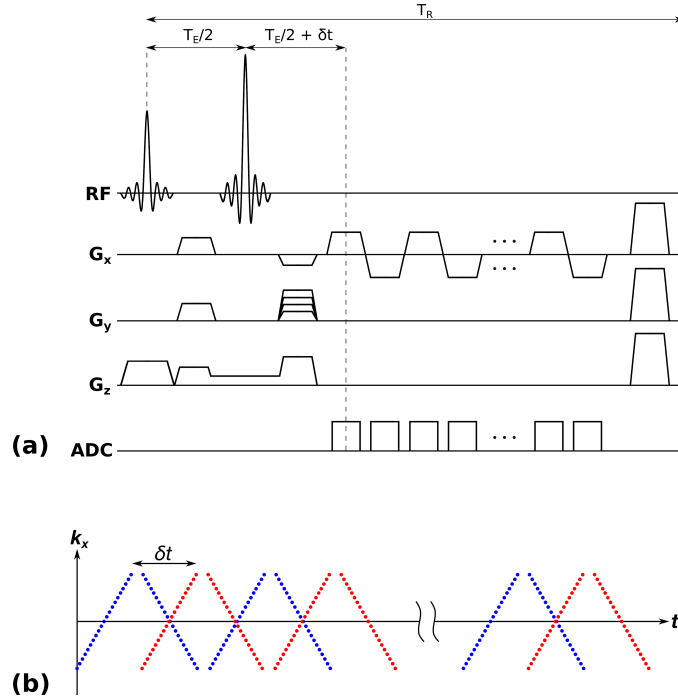 T_R
T_E/2 T_E/2 + δt
RF
G_x ...
...
G_y
G_z
(a) ADC ...
k_x
δt
t
(b)